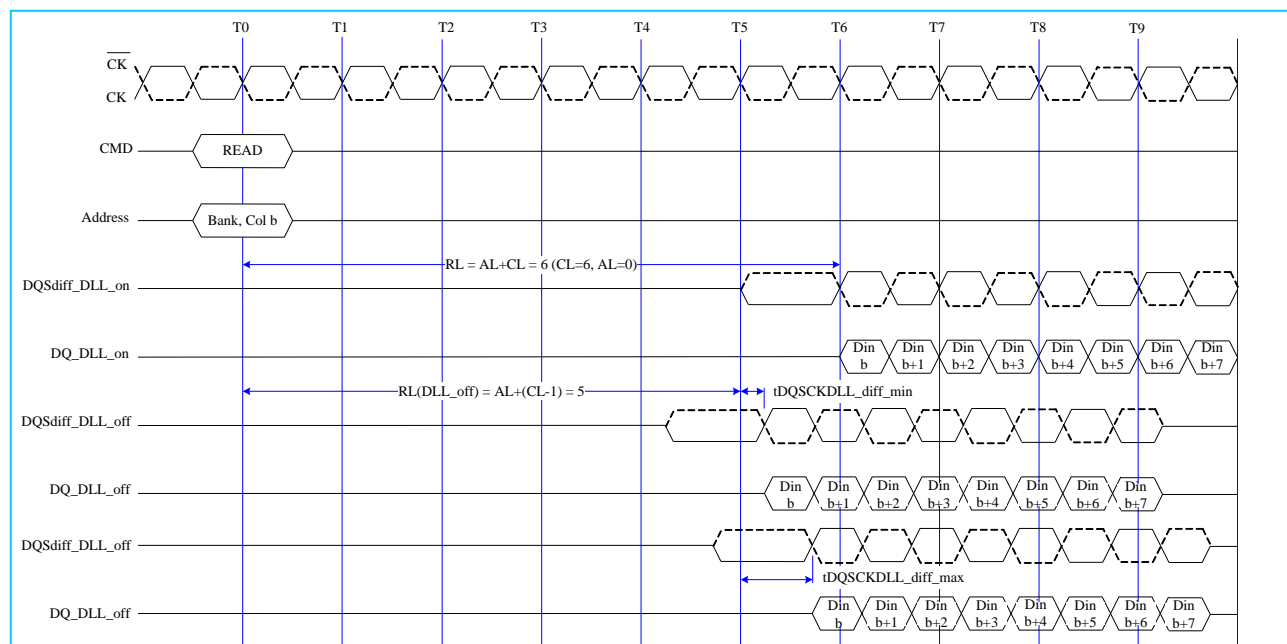 T0 T1 T2 T3 T4 T5 T6 T7 T8 T9
CK
CK
CMD READ
Address Bank, Col b
RL = AL+CL = 6 (CL=6, AL=0)
DQSdiff_DLL_on
DQ_DLL_on Din b Din b+1 Din b+2 Din b+3 Din b+4 Din b+5 Din b+6 Din b+7
RL(DLL_off) = AL+(CL-1) = 5 tDQSCKDLL_diff_min
DQSdiff_DLL_off
DQ_DLL_off Din b Din b+1 Din b+2 Din b+3 Din b+4 Din b+5 Din b+6 Din b+7
DQSdiff_DLL_off
tDQSCKDLL_diff_max
DQ_DLL_off Din b Din b+1 Din b+2 Din b+3 Din b+4 Din b+5 Din b+6 Din b+7